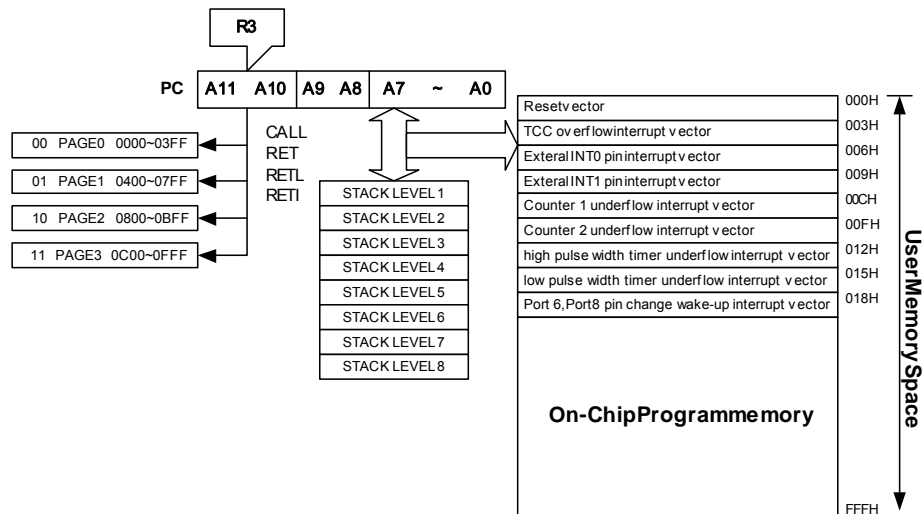 R3
PC A11 A10 A9 A8 A7 ~ A0
00 PAGE0 0000~03FF
01 PAGE1 0400~07FF
10 PAGE2 0800~0BFF
11 PAGE3 0C00~0FFF
CALL
RET
RETL
RETI
STACK LEVEL 1
STACK LEVEL 2
STACK LEVEL 3
STACK LEVEL 4
STACK LEVEL 5
STACK LEVEL 6
STACK LEVEL 7
STACK LEVEL 8
Resetvector 000H
TCC overflowinterrupt vector 003H
Exteral INT0 pininterrupt vector 006H
Exteral INT1 pininterrupt vector 009H
Counter 1 underflow interrupt vector 00CH
Counter 2 underflow interrupt vector 00FH
high pulse width timer underflow interrupt vector 012H
low pulse width timer underflow interrupt vector 015H
Port 6,Port8 pin change wake-up interrupt vector 018H
On-ChipProgrammemory
FFFH
UserMemory Space